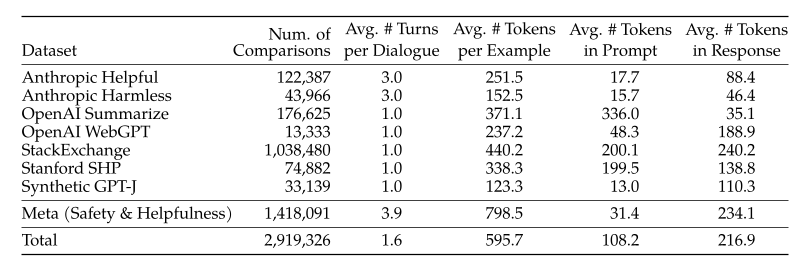 Dataset Num. of Comparisons Avg. # Turns per Dialogue Avg. # Tokens per Example Avg. # Tokens in Prompt Avg. # Tokens in Response
Anthropic Helpful 122,387 3.0 251.5 17.7 88.4
Anthropic Harmless 43,966 3.0 152.5 15.7 46.4
OpenAI Summarize 176,625 1.0 371.1 336.0 35.1
OpenAI WebGPT 13,333 1.0 237.2 48.3 188.9
StackExchange 1,038,480 1.0 440.2 200.1 240.2
Stanford SHP 74,882 1.0 338.3 199.5 138.8
Synthetic GPT-J 33,139 1.0 123.3 13.0 110.3
Meta (Safety & Helpfulness) 1,418,091 3.9 798.5 31.4 234.1
Total 2,919,326 1.6 595.7 108.2 216.9